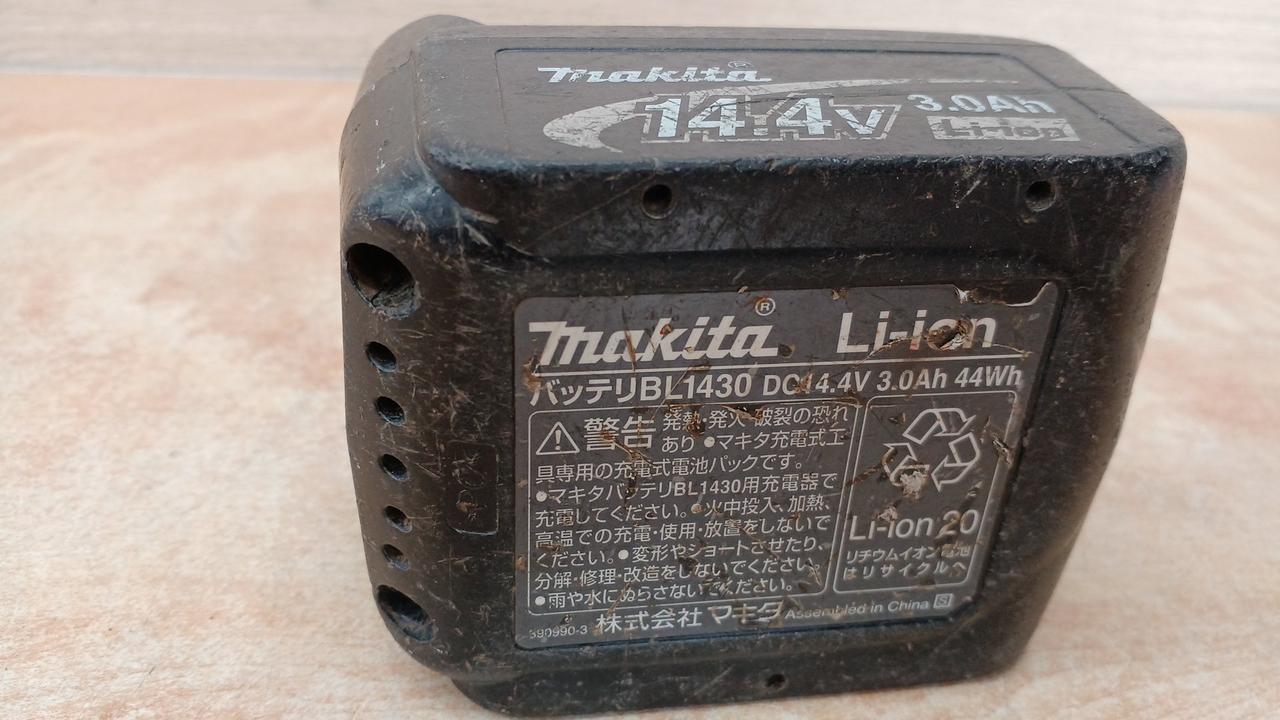 makita®
14.4V 3.0Ah
Li-ion
makita® Li-ion
バッテリBL1430 DC14.4V 3.0Ah 44Wh
⚠警告 発熱・発火・破裂の恐れ
あり ●マキタ充電式工
具専用の充電式電池パックです。
●マキタバッテリBL1430用充電器で
充電してください。●火中投入、加熱、
高温での充電・使用・放置をしないで
ください。●変形やショートさせたり、
分解・修理・改造をしないでください。
●雨や水にぬらさないでください。
Li-ion 20
リチウムイオン電池
はリサイクルへ
390990-3 株式会社 マキタ Assembled in China S